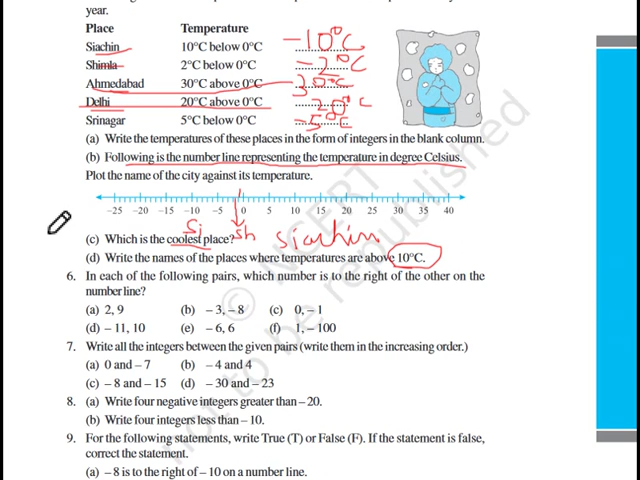 year.
Place Temperature
Siachin 10°C below 0°C -10°C
Shimla 2°C below 0°C -2°C
Ahmedabad 30°C above 0°C 30°C
Delhi 20°C above 0°C 20°C
Srinagar 5°C below 0°C -5°C
(a) Write the temperatures of these places in the form of integers in the blank column.
(b) Following is the number line representing the temperature in degree Celsius.
Plot the name of the city against its temperature.
-25 -20 -15 -10 -5 0 5 10 15 20 25 30 35 40
Si Sh
(c) Which is the coolest place? Siachin
(d) Write the names of the places where temperatures are above 10°C.
6. In each of the following pairs, which number is to the right of the other on the
number line?
(a) 2, 9 (b) – 3, – 8 (c) 0, – 1
(d) – 11, 10 (e) – 6, 6 (f) 1, – 100
7. Write all the integers between the given pairs (write them in the increasing order.)
(a) 0 and – 7 (b) – 4 and 4
(c) – 8 and – 15 (d) – 30 and – 23
8. (a) Write four negative integers greater than – 20.
(b) Write four integers less than – 10.
9. For the following statements, write True (T) or False (F). If the statement is false,
correct the statement.
(a) – 8 is to the right of – 10 on a number line.
© NCERT
not to be republished